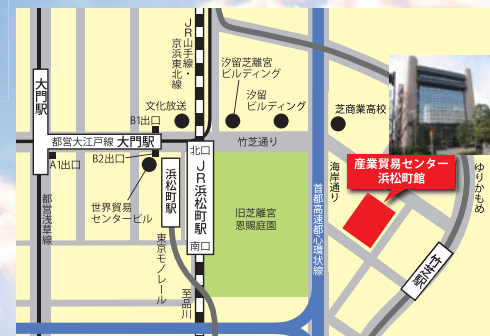 JR山手線・
京浜東北線
汐留芝離宮
ビルディング
汐留
ビルディング
文化放送
芝商業高校
大門駅
B1出口
都営大江戸線 大門駅
北口
竹芝通り
A1出口
B2出口
浜松町駅
JR浜松町駅
海岸通り
産業貿易センター
浜松町館
ゆりかもめ
世界貿易
センタービル
都営浅草線
旧芝離宮
恩賜庭園
首都高速都心環状線
南口
東京モノレール
至品川
竹芝駅